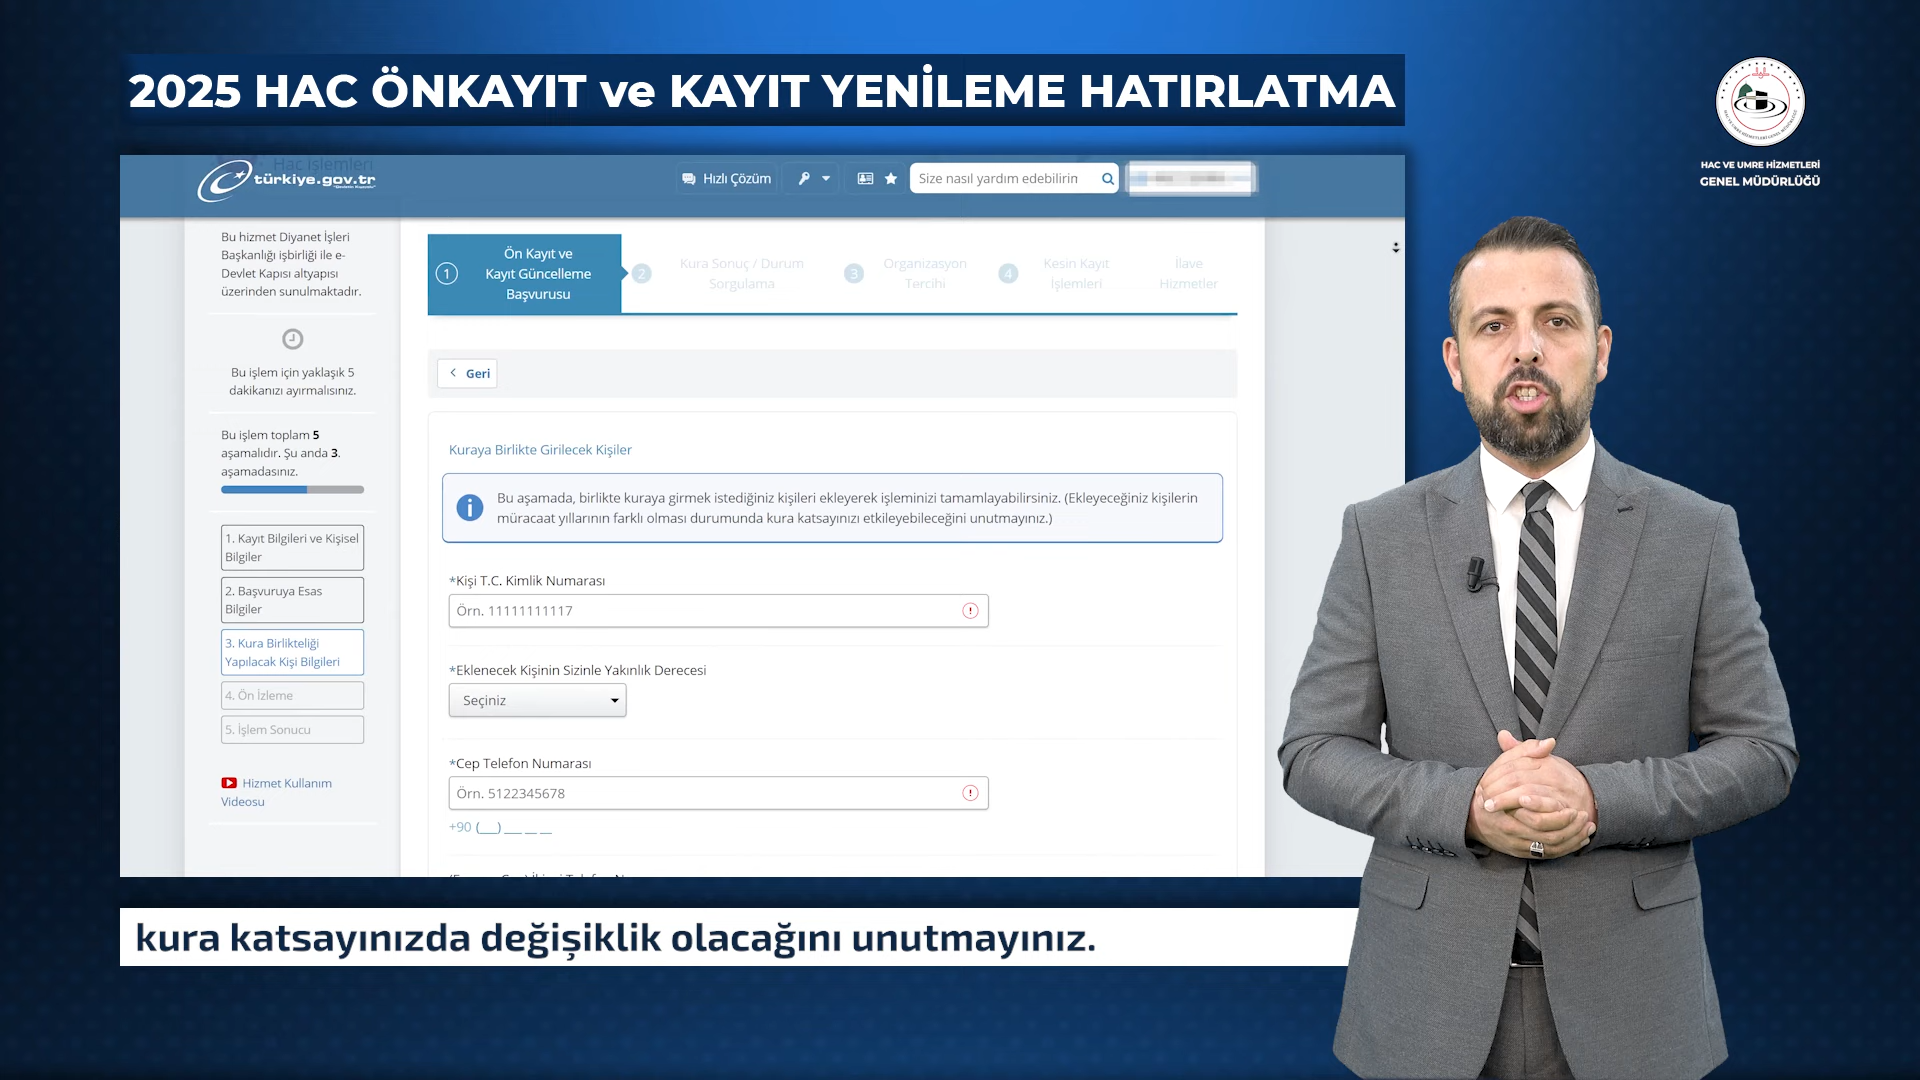 2025 HAC ÖNKAYIT ve KAYIT YENİLEME HATIRLATMA
HAC VE UMRE HİZMETLERİ
GENEL MÜDÜRLÜĞÜ
Hac İşlemleri
türkiye.gov.tr
Hızlı Çözüm
Size nasıl yardım edebilirin
Bu hizmet Diyanet İşleri
Başkanlığı işbirliği ile e-
Devlet Kapısı altyapısı
üzerinden sunulmaktadır.
Bu işlem için yaklaşık 5
dakikanızı ayırmalısınız.
Bu işlem toplam 5
aşamalıdır. Şu anda 3.
aşamadasınız.
1. Kayıt Bilgileri ve Kişisel
Bilgiler
2. Başvuruya Esas
Bilgiler
3. Kura Birlikteliği
Yapılacak Kişi Bilgileri
4. Ön İzleme
5. İşlem Sonucu
Hizmet Kullanım
Videosu
1 Ön Kayıt ve
Kayıt Güncelleme
Başvurusu
2 Kura Sonuç / Durum
Sorgulama
3 Organizasyon
Tercihi
4 Kesin Kayıt
İşlemleri
İlave
Hizmetler
Geri
Kuraya Birlikte Girilecek Kişiler
Bu aşamada, birlikte kuraya girmek istediğiniz kişileri ekleyerek işleminizi tamamlayabilirsiniz. (Ekleyeceğiniz kişilerin
müracaat yıllarının farklı olması durumunda kura katsayınızı etkileyebileceğini unutmayınız.)
*Kişi T.C. Kimlik Numarası
Örn. 11111111117
*Eklenecek Kişinin Sizinle Yakınlık Derecesi
Seçiniz
*Cep Telefon Numarası
Örn. 5122345678
+90 (___) ___ __ __
kura katsayınızda değişiklik olacağını unutmayınız.